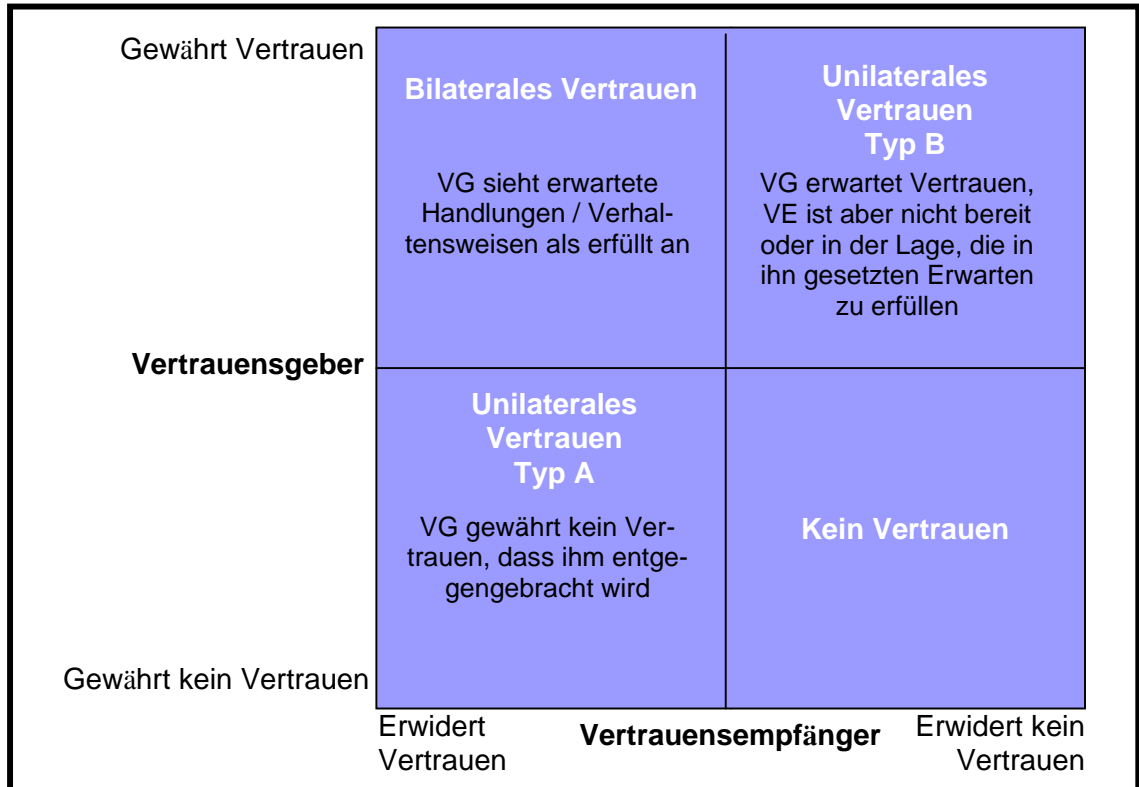 Gewährt Vertrauen
Bilaterales Vertrauen
VG sieht erwartete
Handlungen / Verhal-
tensweisen als erfüllt an
Unilaterales
Vertrauen
Typ B
VG erwartet Vertrauen,
VE ist aber nicht bereit
oder in der Lage, die in
ihn gesetzten Erwarten
zu erfüllen
Vertrauensgeber
Unilaterales
Vertrauen
Typ A
VG gewährt kein Ver-
trauen, dass ihm entge-
gengebracht wird
Kein Vertrauen
Gewährt kein Vertrauen
Erwidert
Vertrauen
Vertrauensempfänger
Erwidert kein
Vertrauen